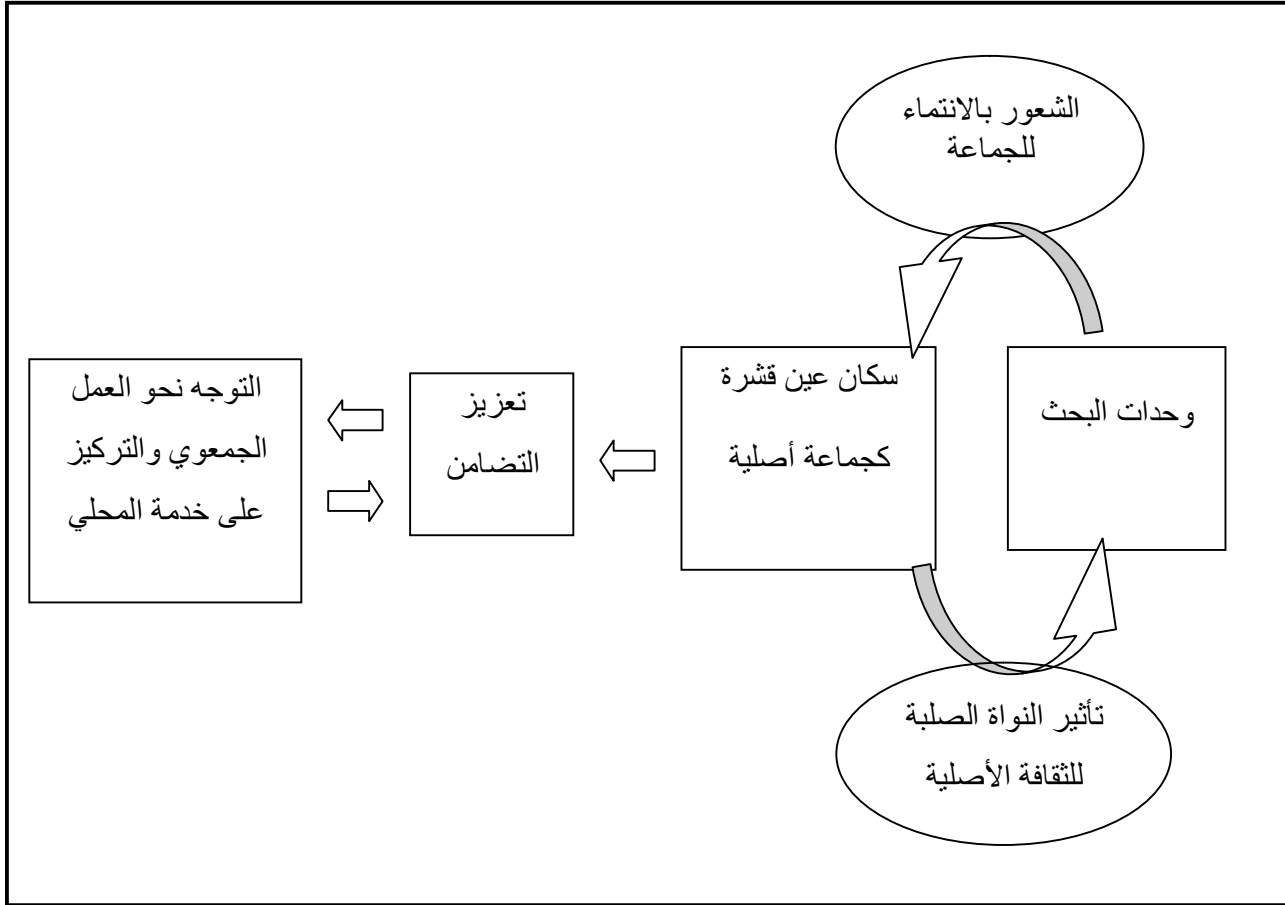 الشعور بالانتماء
للجماعة
وحدات البحث
سكان عين قشرة
كجماعة أصلية
تعزيز
التضامن
التوجه نحو العمل
الجمعوي والتركيز
على خدمة المحلي
تأثير النواة الصلبة
للثقافة الأصلية